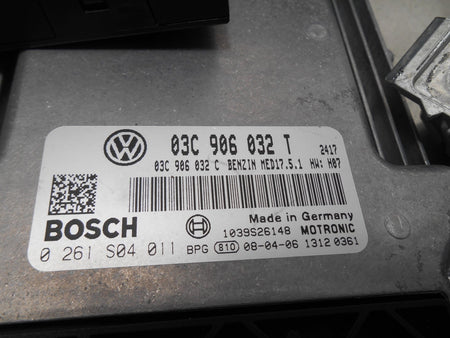 03C 906 032 T 2417
03C 906 032 C BENZIN MED17.5.1 HW: H07
BOSCH
Made in Germany
1039S26148 MOTRONIC
0 261 S04 011 BPG 810 08-04-06 1312 0361